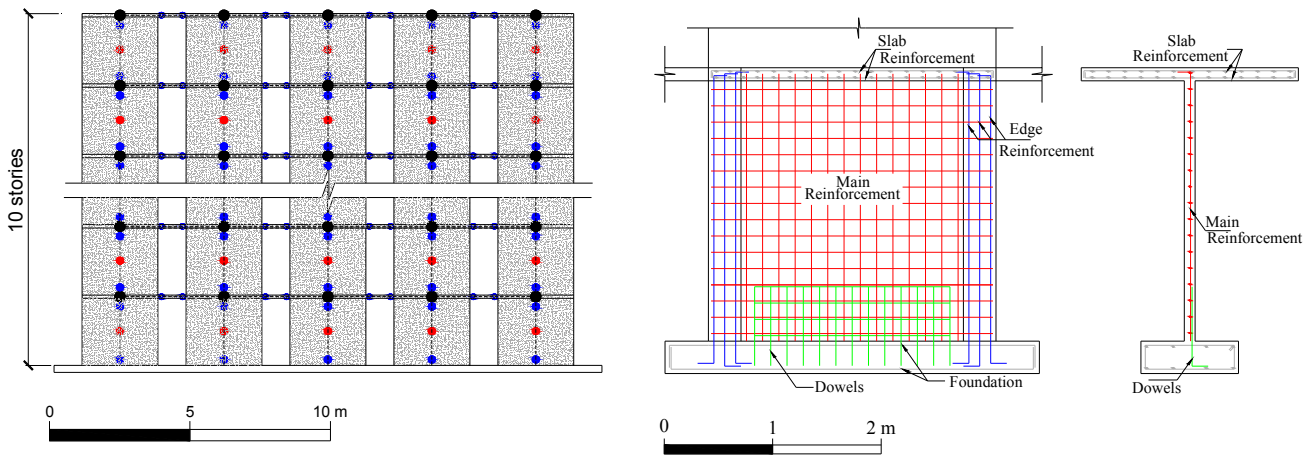 10 stories
0 5 10 m
Slab
Reinforcement
Edge
Reinforcement
Main
Reinforcement
Dowels
Foundation
0 1 2 m
Slab
Reinforcement
Main
Reinforcement
Dowels